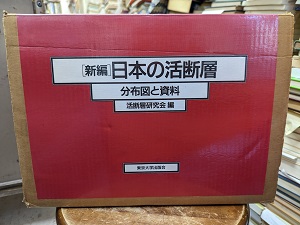 [新編]日本の活断層
分布図と資料
活断層研究会 編
東京大学出版会